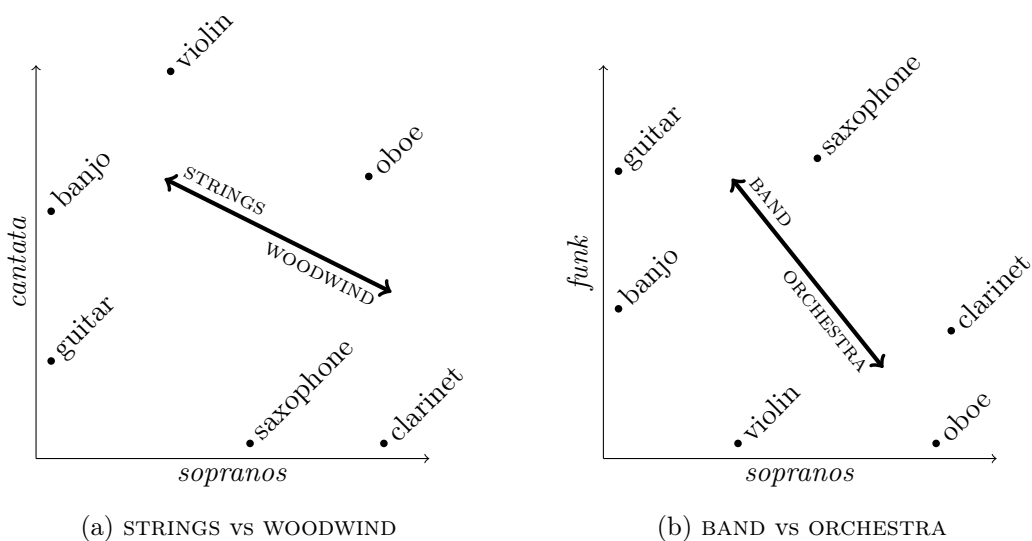 violin
oboe
banjo
STRINGS
WOODWIND
guitar
saxophone
clarinet
cantata
sopranos
(a) STRINGS vs WOODWIND
saxophone
guitar
BAND
banjo
ORCHESTRA
clarinet
violin
oboe
funk
sopranos
(b) BAND vs ORCHESTRA